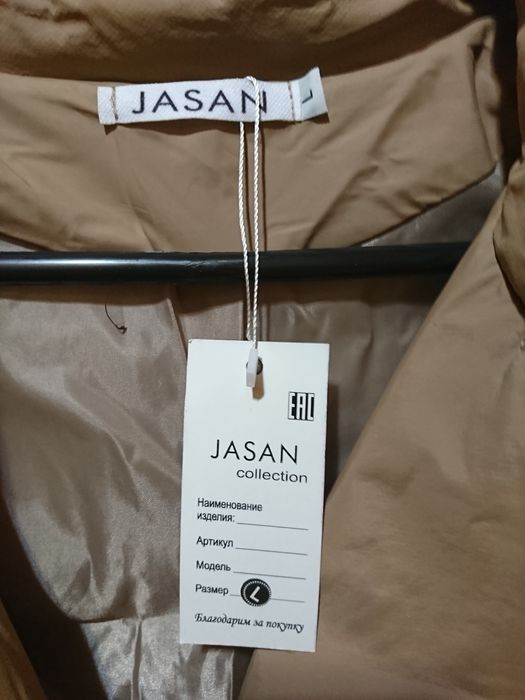 JASAN
L
EAC
JASAN
collection
Наименование
изделия:
Артикул
Модель
Размер L
Благодарим за покупку